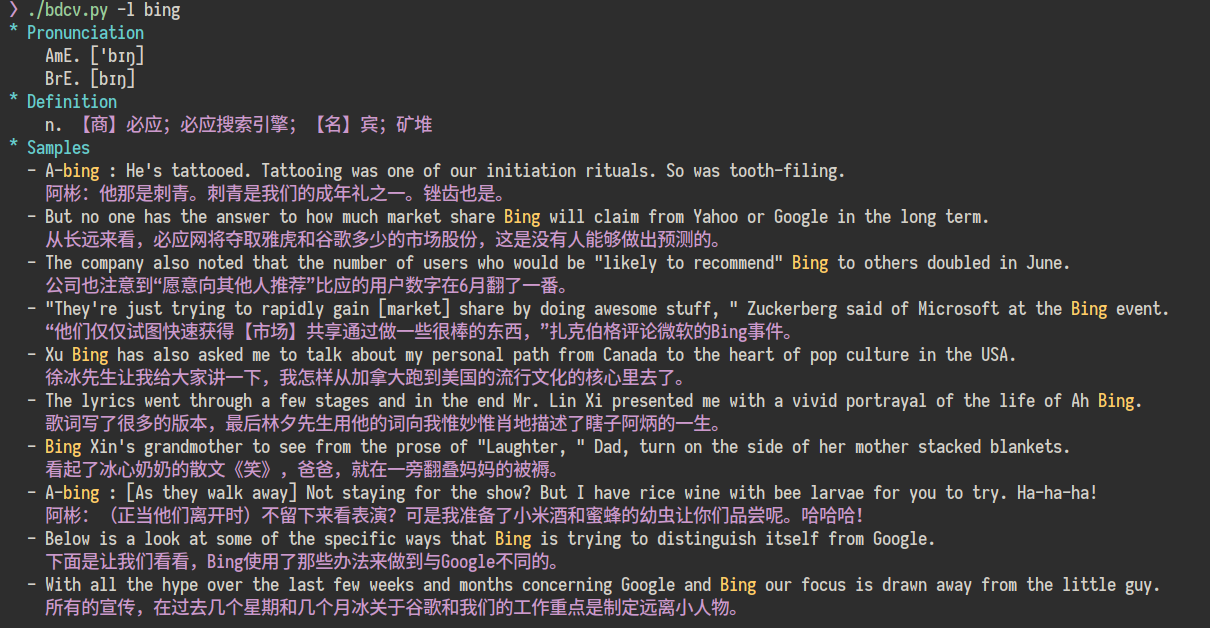 ❯ ./bdcv.py -l bing
* Pronunciation
AmE. ['bɪŋ]
BrE. [bɪŋ]
* Definition
n. 【商】必应；必应搜索引擎；【名】宾；矿堆
* Samples
- A-bing : He's tattooed. Tattooing was one of our initiation rituals. So was tooth-filing.
阿彬：他那是刺青。刺青是我们的成年礼之一。锉齿也是。
- But no one has the answer to how much market share Bing will claim from Yahoo or Google in the long term.
从长远来看，必应网将夺取雅虎和谷歌多少的市场股份，这是没有人能够做出预测的。
- The company also noted that the number of users who would be "likely to recommend" Bing to others doubled in June.
公司也注意到“愿意向其他人推荐”比应的用户数字在6月翻了一番。
- "They're just trying to rapidly gain [market] share by doing awesome stuff, " Zuckerberg said of Microsoft at the Bing event.
“他们仅仅试图快速获得【市场】共享通过做一些很棒的东西，”扎克伯格评论微软的Bing事件。
- Xu Bing has also asked me to talk about my personal path from Canada to the heart of pop culture in the USA.
徐冰先生让我给大家讲一下，我怎样从加拿大跑到美国的流行文化的核心里去了。
- The lyrics went through a few stages and in the end Mr. Lin Xi presented me with a vivid portrayal of the life of Ah Bing.
歌词写了很多的版本，最后林夕先生用他的词向我惟妙惟肖地描述了瞎子阿炳的一生。
- Bing Xin's grandmother to see from the prose of "Laughter, " Dad, turn on the side of her mother stacked blankets.
看起了冰心奶奶的散文《笑》，爸爸，就在一旁翻叠妈妈的被褥。
- A-bing : [As they walk away] Not staying for the show? But I have rice wine with bee larvae for you to try. Ha-ha-ha!
阿彬：（正当他们离开时）不留下来看表演？可是我准备了小米酒和蜜蜂的幼虫让你们品尝呢。哈哈哈！
- Below is a look at some of the specific ways that Bing is trying to distinguish itself from Google.
下面是让我们看看，Bing使用了那些办法来做到与Google不同的。
- With all the hype over the last few weeks and months concerning Google and Bing our focus is drawn away from the little guy.
所有的宣传，在过去几个星期和几个月冰关于谷歌和我们的工作重点是制定远离小人物。